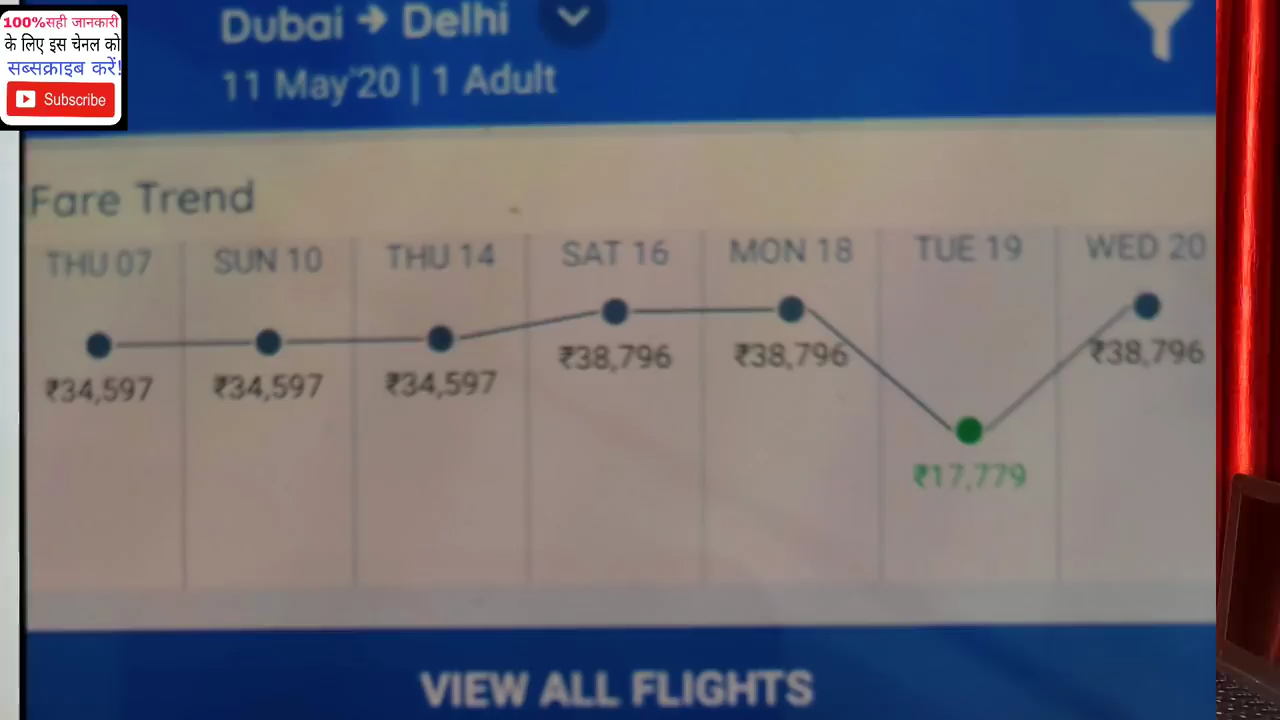 100%सही जानकारी
के लिए इस चेनल को
सब्सक्राइब करें!
Subscribe
Dubai → Delhi
11 May'20 | 1 Adult
Fare Trend
THU 07 SUN 10 THU 14 SAT 16 MON 18 TUE 19 WED 20
₹34,597 ₹34,597 ₹34,597 ₹38,796 ₹38,796 ₹17,779 ₹38,796
VIEW ALL FLIGHTS